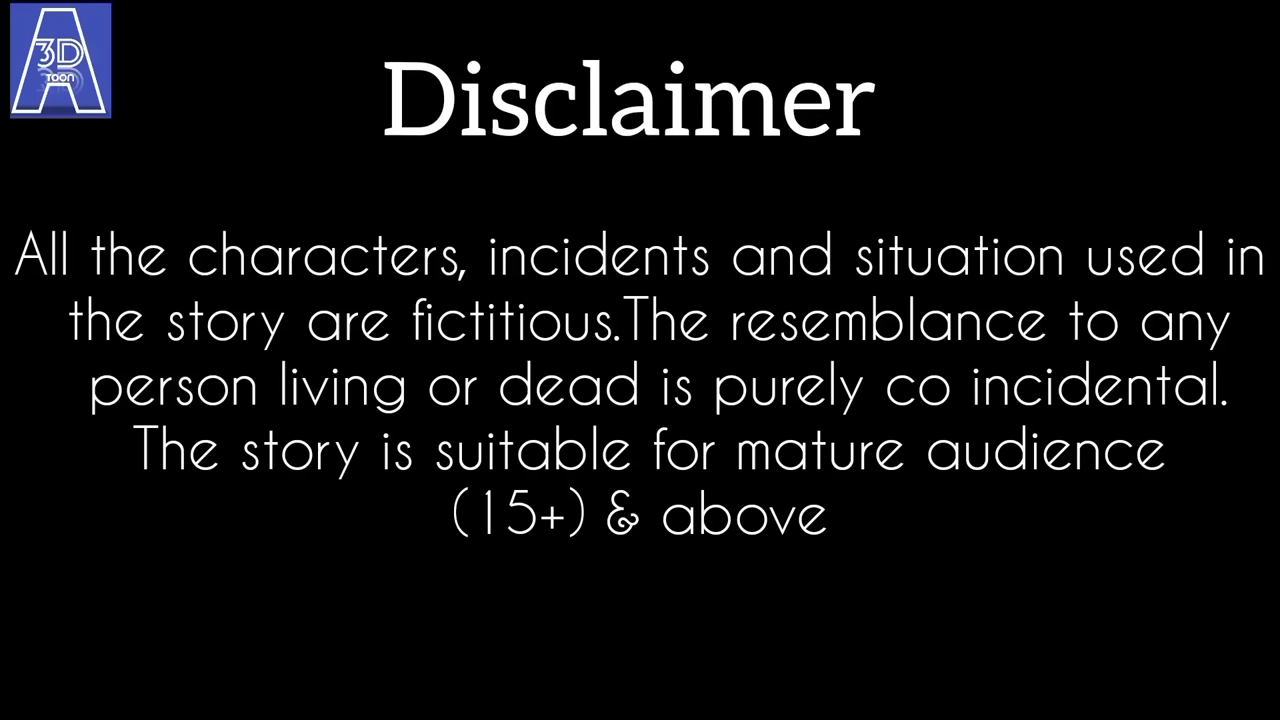 3D
TOON
Disclaimer
All the characters, incidents and situation used in
the story are fictitious.The resemblance to any
person living or dead is purely co incidental.
The story is suitable for mature audience
(15+) & above